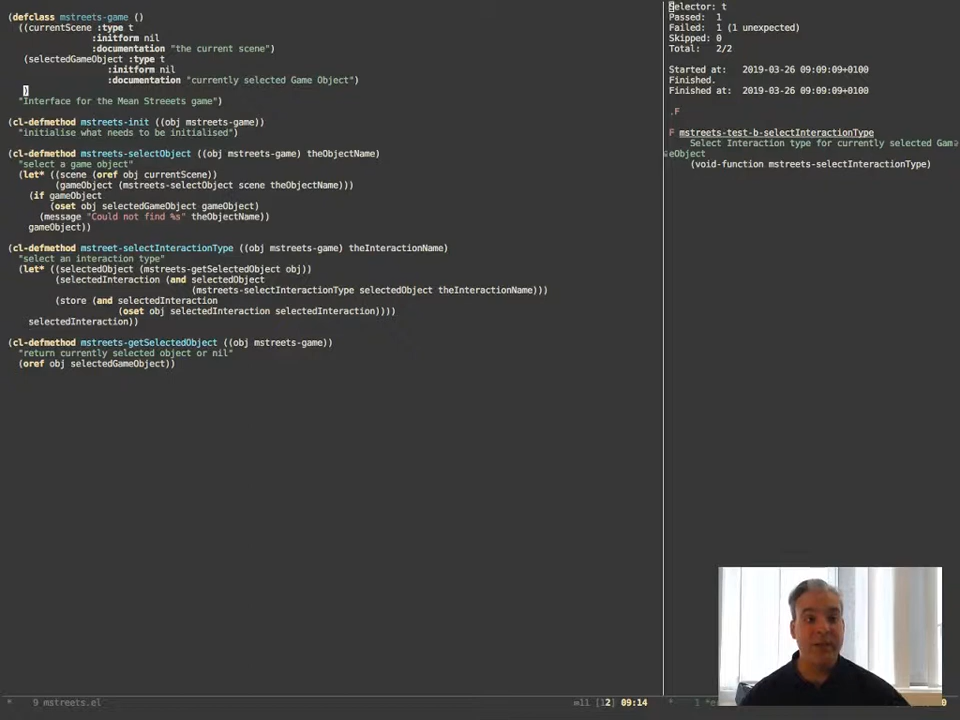 (defclass mstreets-game ()
((currentScene :type t
:initform nil
:documentation "the current scene")
(selectedGameObject :type t
:initform nil
:documentation "currently selected Game Object")
)
"Interface for the Mean Streeets game")
(cl-defmethod mstreets-init ((obj mstreets-game))
"initialise what needs to be initialised")
(cl-defmethod mstreets-selectObject ((obj mstreets-game) theObjectName)
"select a game object"
(let* ((scene (oref obj currentScene))
(gameObject (mstreets-selectObject scene theObjectName)))
(if gameObject
(oset obj selectedGameObject gameObject)
(message "Could not find %s" theObjectName))
gameObject))
(cl-defmethod mstreet-selectInteractionType ((obj mstreets-game) theInteractionName)
"select an interaction type"
(let* ((selectedObject (mstreets-getSelectedObject obj))
(selectedInteraction (and selectedObject
(mstreets-selectInteractionType selectedObject theInteractionName)))
(store (and selectedInteraction
(oset obj selectedInteraction selectedInteraction))))
selectedInteraction))
(cl-defmethod mstreets-getSelectedObject ((obj mstreets-game))
"return currently selected object or nil"
(oref obj selectedGameObject))
* 9 mstreets.el 11 [12] 09:14
Selector: t
Passed: 1
Failed: 1 (1 unexpected)
Skipped: 0
Total: 2/2
Started at: 2019-03-26 09:09:09+0100
Finished.
Finished at: 2019-03-26 09:09:09+0100
.F
F mstreets-test-b-selectInteractionType
Select Interaction type for currently selected Gam
eObject
(void-function mstreets-selectInteractionType)
* 1